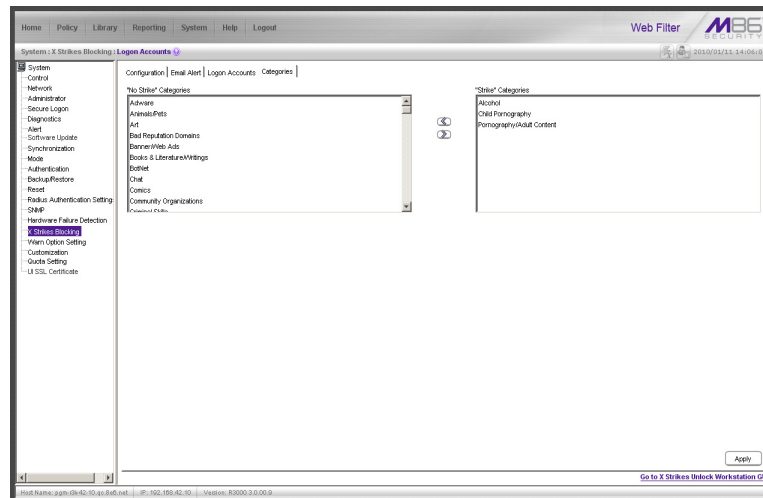 Home Policy Library Reporting System Help Logout
Web Filter M86 SECURITY
System : X Strikes Blocking : Logon Accounts
2010/01/11 14:06:0
System
Control
Network
Administrator
Secure Logon
Diagnostics
Alert
Software Update
Synchronization
Mode
Authentication
Backup/Restore
Reset
Radius Authentication Setting
SNMP
Hardware Failure Detection
X Strikes Blocking
Warn Option Setting
Customization
Quota Setting
UI SSL Certificate
Configuration Email Alert Logon Accounts Categories
"No Strike" Categories
Adware
Animals/Pets
Art
Bad Reputation Domains
Banner/Web Ads
Books & Literature/Writings
BotNet
Chat
Comics
Community Organizations
Criminal Skills
"Strike" Categories
Alcohol
Child Pornography
Pornography/Adult Content
Apply
Go to X Strikes Unlock Workstation G
Host Name: pgm-r3k-42-10.qc.8e6.net IP: 192.168.42.10 Version: R3000 3.0.00.9